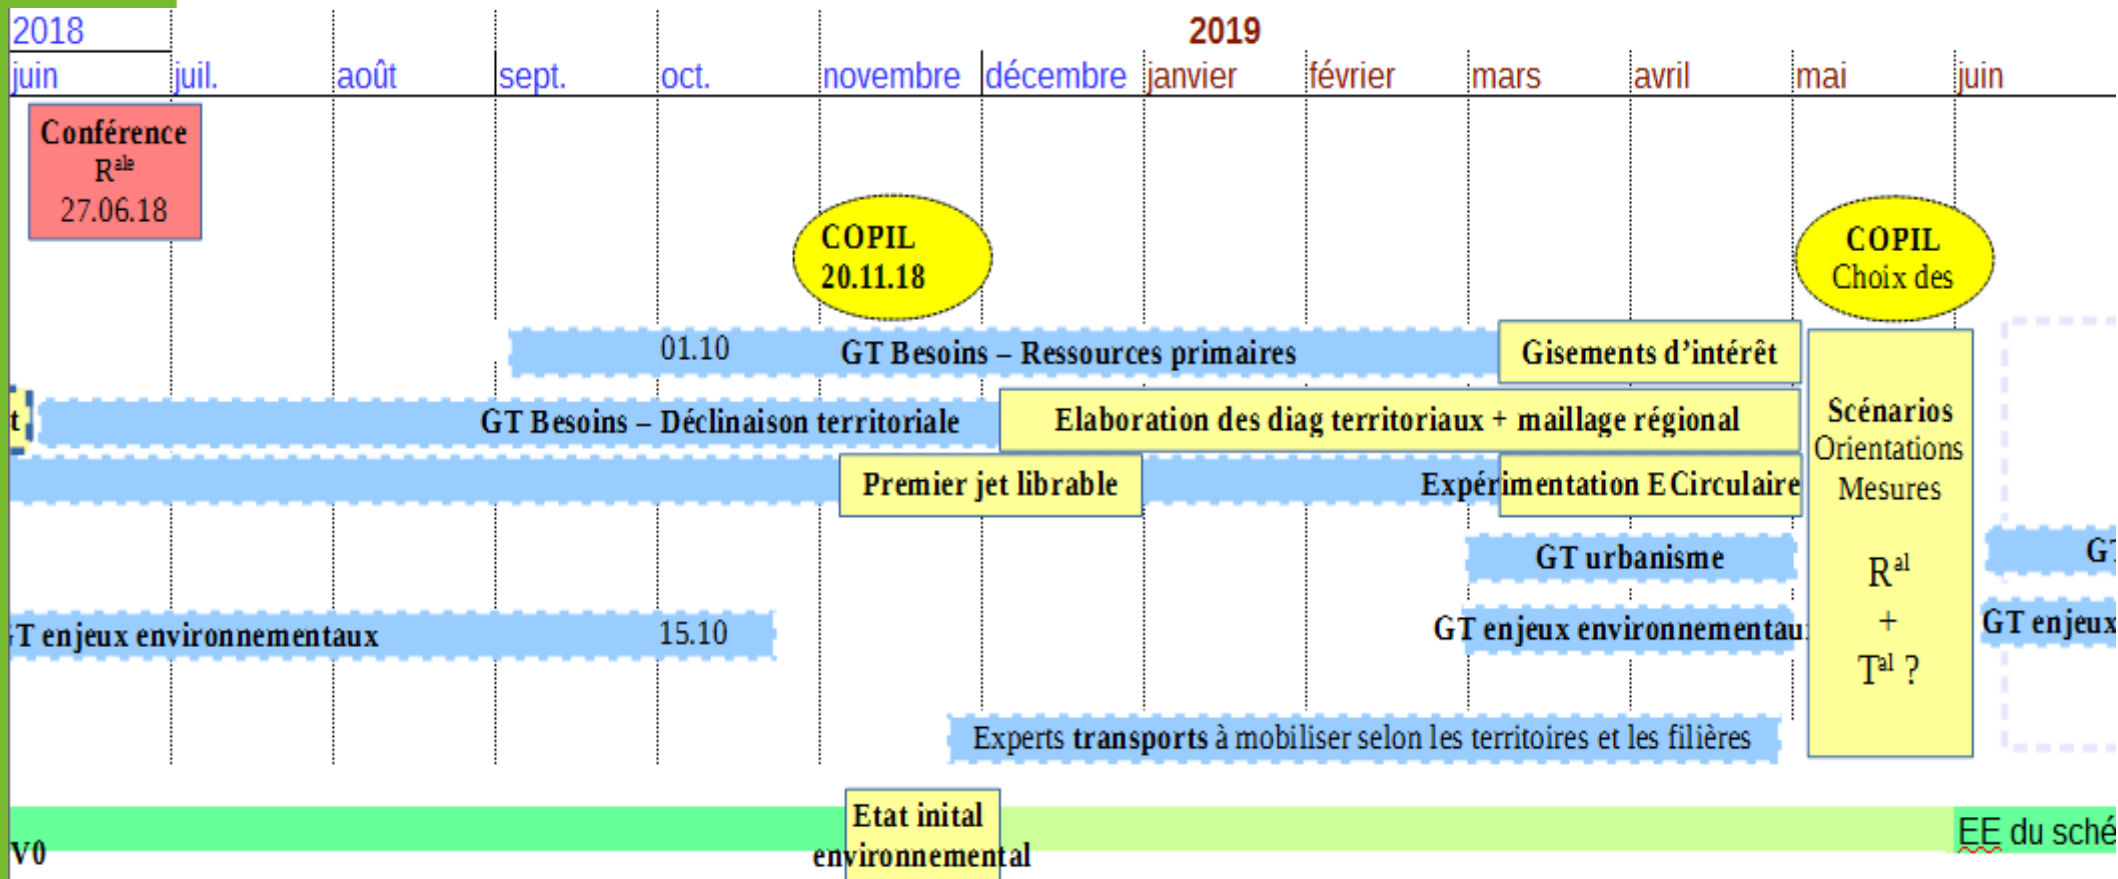 2018
2019
juin juil. août sept. oct. novembre décembre janvier février mars avril mai juin
Conférence
Rale
27.06.18
COPIL
20.11.18
COPIL
Choix des
01.10 GT Besoins – Ressources primaires
Gisements d’intérêt
t
GT Besoins – Déclinaison territoriale
Elaboration des diag territoriaux + maillage régional
Premier jet librable
Expérimentation E Circulaire
Scénarios
Orientations
Mesures
Ral
+
Tal ?
GT urbanisme
GT
GT enjeux environnementaux 15.10
GT enjeux environnementaux
GT enjeux
Experts transports à mobiliser selon les territoires et les filières
Etat inital
environnemental
V0
EE du sché